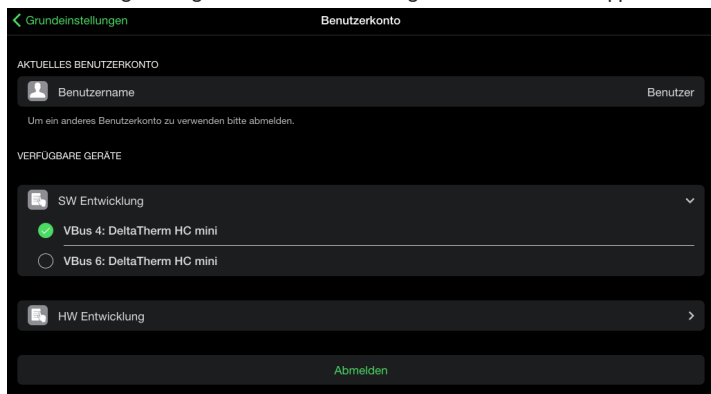 Grundeinstellungen Benutzerkonto
AKTUELLES BENUTZERKONTO
Benutzername Benutzer
Um ein anderes Benutzerkonto zu verwenden bitte abmelden.
VERFÜGBARE GERÄTE
SW Entwicklung
VBus 4: DeltaTherm HC mini
VBus 6: DeltaTherm HC mini
HW Entwicklung
Abmelden